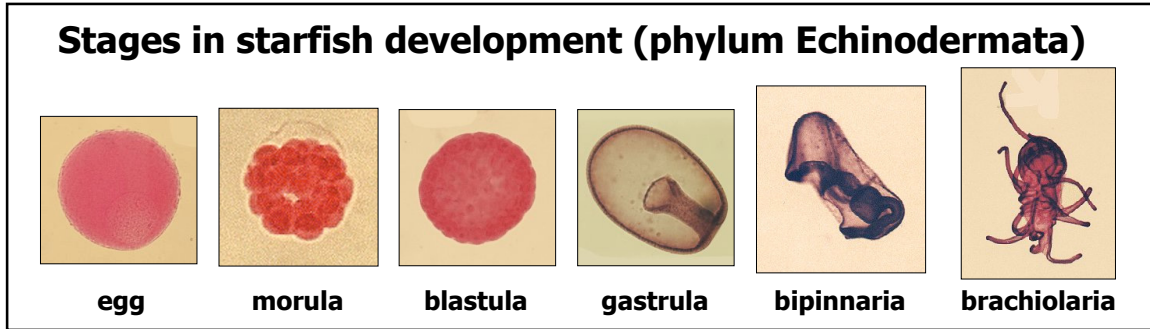 Stages in starfish development (phylum Echinodermata)
egg morula blastula gastrula bipinnaria brachiolaria